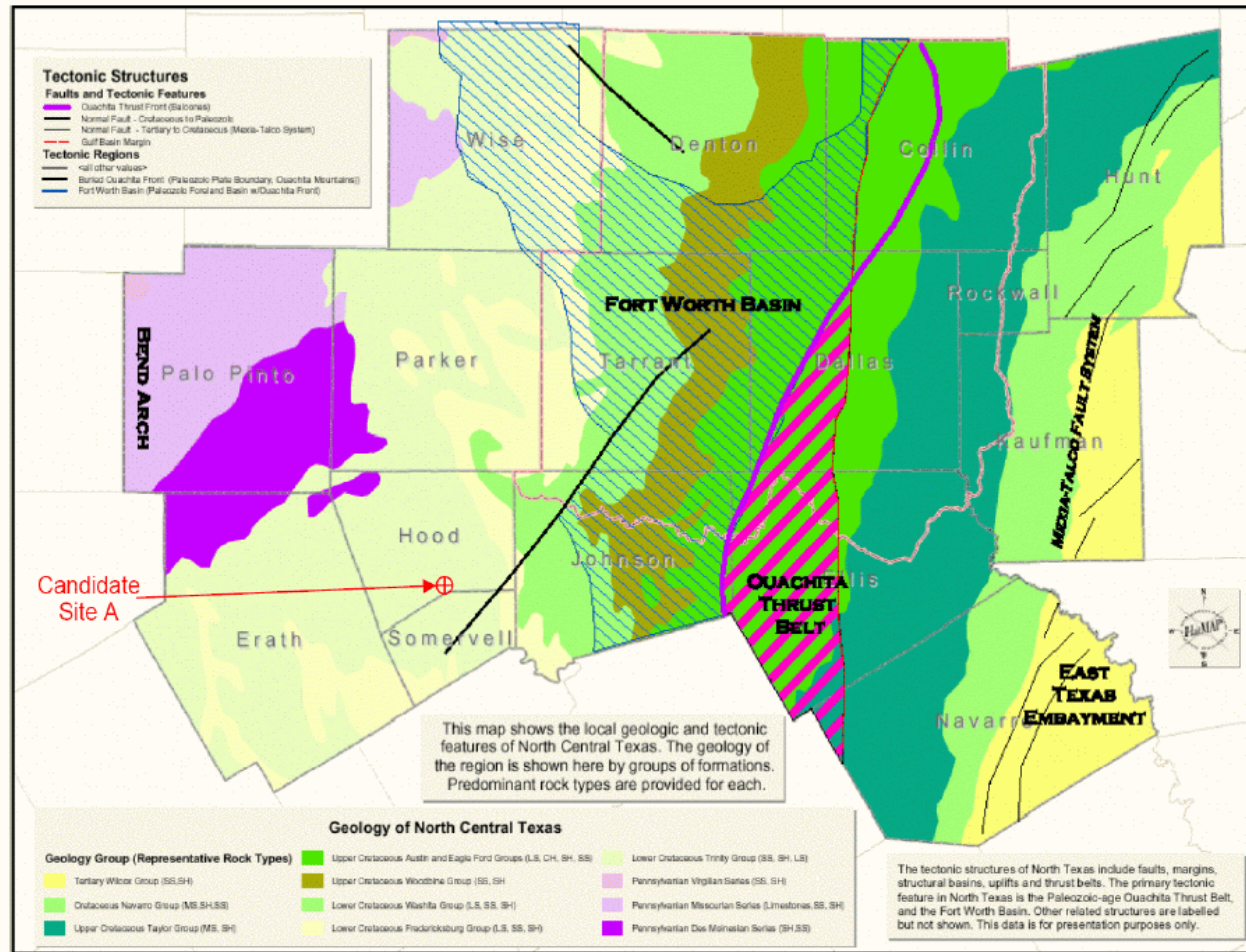 Tectonic Structures
Faults and Tectonic Features
Ouachita Thrust Front (Balcones)
Normal Fault - Cretaceous to Paleozoic
Normal Fault - Tertiary to Cretaceous (Mexia-Talco System)
Gulf Basin Margin
Tectonic Regions
<all other values>
Buried Ouachita Front (Paleozoic Plate Boundary, Ouachita Mountains))
Fort Worth Basin (Paleozoic Foreland Basin w/Ouachita Front)
Wise
Denton
Collin
Hunt
FORT WORTH BASIN
Rockwall
BEND ARCH
Palo Pinto
Parker
Tarrant
Dallas
Kaufman
MEXIA-TALCO FAULT SYSTEM
Hood
Johnson
Ellis
OUACHITA
THRUST
BELT
Candidate
Site A
Erath
Somervell
Navarro
EAST
TEXAS
EMBAYMENT
N
W
E
S
This map shows the local geologic and tectonic
features of North Central Texas. The geology of
the region is shown here by groups of formations.
Predominant rock types are provided for each.
Geology of North Central Texas
Geology Group (Representative Rock Types)
Tertiary Wilcox Group (SS,SH)
Cretaceous Navarro Group (MS,SH,SS)
Upper Cretaceous Taylor Group (MS, SH)
Upper Cretaceous Austin and Eagle Ford Groups (LS, CH, SH, SS)
Upper Cretaceous Woodbine Group (SS, SH
Lower Cretaceous Washita Group (LS, SS, SH)
Lower Cretaceous Fredericksburg Group (LS, SS, SH)
Lower Cretaceous Trinity Group (SS, SH, LS)
Pennsylvanian Virgilian Series (SS, SH)
Pennsylvanian Missourian Series (Limestones,SS, SH)
Pennsylvanian Des Moinesian Series (SH,SS)
The tectonic structures of North Texas include faults, margins,
structural basins, uplifts and thrust belts. The primary tectonic
feature in North Texas is the Paleozoic-age Ouachita Thrust Belt,
and the Fort Worth Basin. Other related structures are labelled
but not shown. This data is for presentation purposes only.